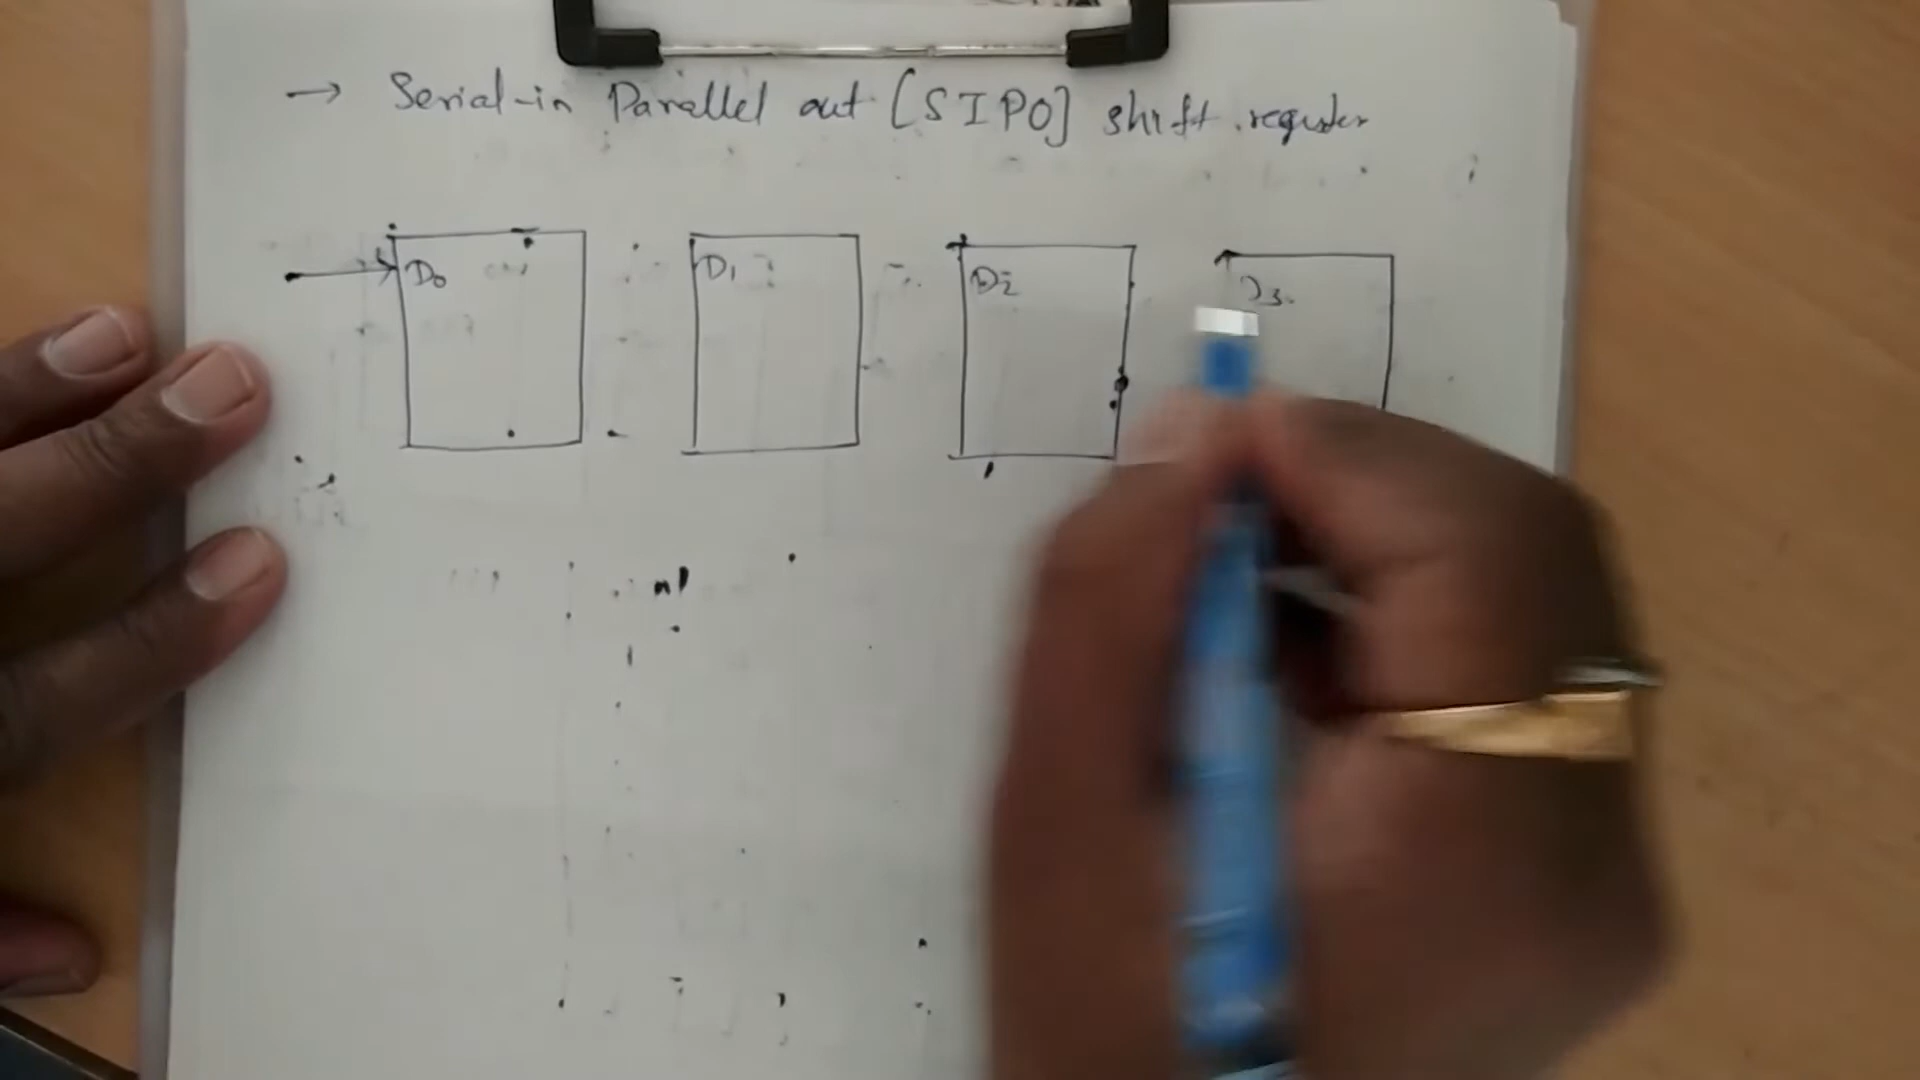 → Serial-in Parallel out [SIPO] shift register
D0 D1 D2 D3